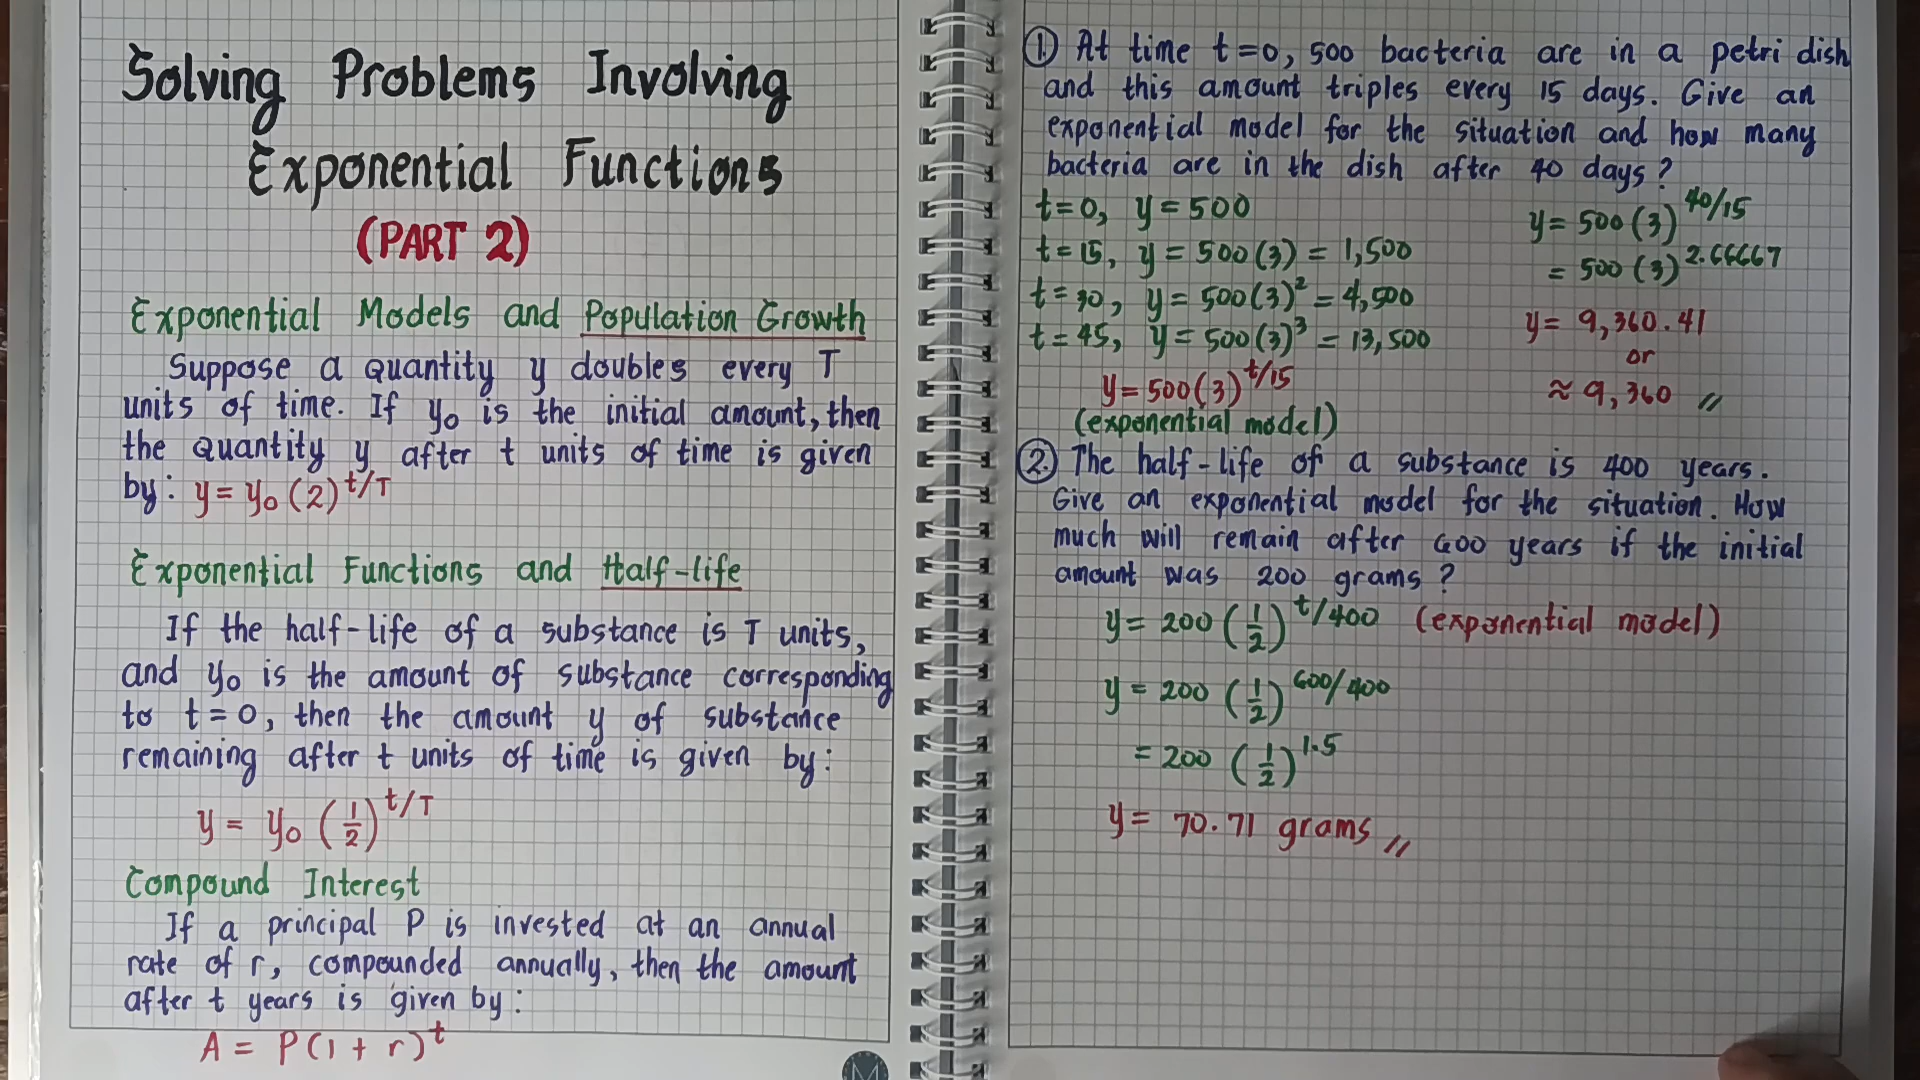 Solving Problems Involving
Exponential Functions
(PART 2)
Exponential Models and Population Growth
Suppose a quantity y doubles every T
units of time. If y₀ is the initial amount, then
the quantity y after t units of time is given
by: y = y₀ (2)^t/T
Exponential Functions and Half-life
If the half-life of a substance is T units,
and y₀ is the amount of substance corresponding
to t = 0, then the amount y of substance
remaining after t units of time is given by:
y = y₀ (1/2)^t/T
Compound Interest
If a principal P is invested at an annual
rate of r, compounded annually, then the amount
after t years is given by:
A = P(1 + r)^t
M
① At time t=0, 500 bacteria are in a petri dish
and this amount triples every 15 days. Give an
exponential model for the situation and how many
bacteria are in the dish after 40 days?
t=0, y = 500
t=15, y = 500(3) = 1,500
t=30, y = 500(3)² = 4,500
t=45, y = 500(3)³ = 13,500
y = 500(3)^t/15
(exponential model)
y = 500 (3)^40/15
= 500 (3)^2.66667
y = 9,360.41
or
≈ 9,360 //
②. The half-life of a substance is 400 years.
Give an exponential model for the situation. How
much will remain after 600 years if the initial
amount was 200 grams?
y = 200 (1/2)^t/400 (exponential model)
y = 200 (1/2)^600/400
= 200 (1/2)^1.5
y = 70.71 grams //